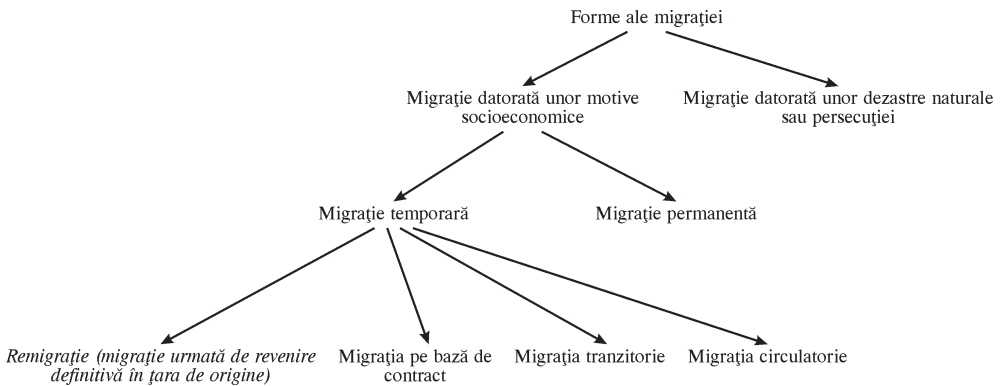 Forme ale migraţiei
Migraţie datorată unor motive
socioeconomice
Migraţie datorată unor dezastre naturale
sau persecuţiei
Migraţie temporară
Migraţie permanentă
Remigraţie (migraţie urmată de revenire
definitivă în ţara de origine)
Migraţia pe bază de
contract
Migraţia tranzitorie
Migraţia circulatorie